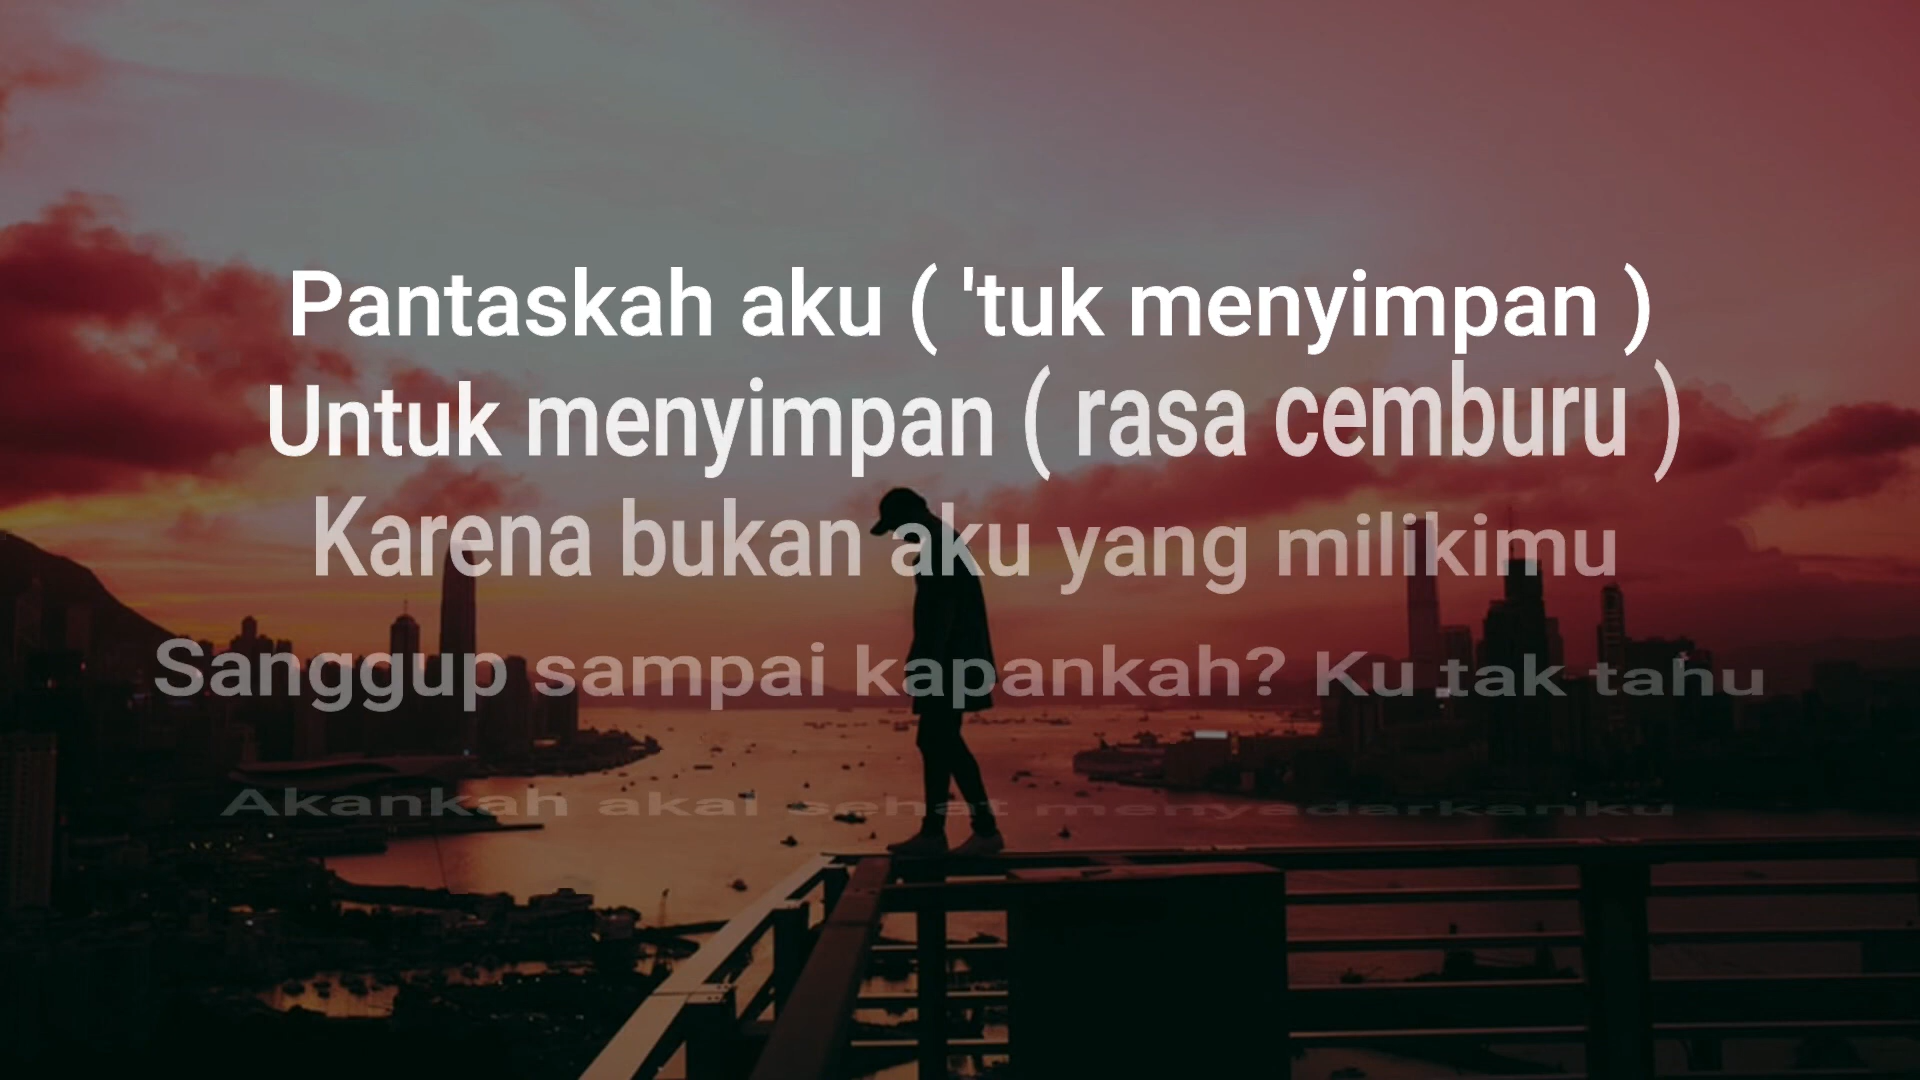 Pantaskah aku ( 'tuk menyimpan )
Untuk menyimpan ( rasa cemburu )
Karena bukan aku yang milikimu
Sanggup sampai kapankah? Ku tak tahu
Akankah akal sehat menyadarkanku